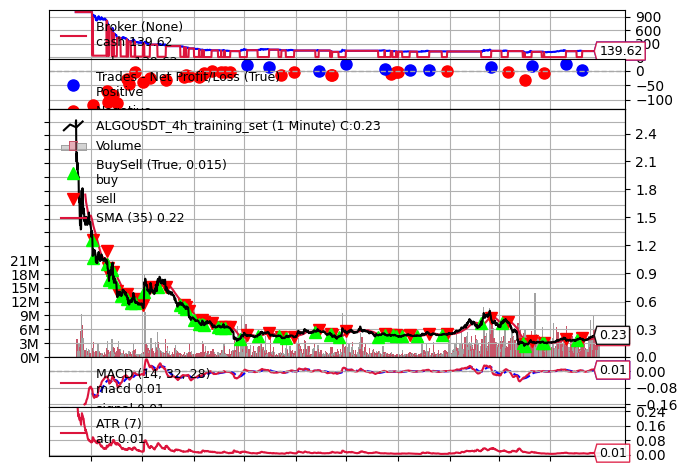 Broker (None)
cash 139.62
900
600
300
0
139.62
Trades - Net Profit/Loss (True)
Positive
Negative
0
−50
−100
ALGOUSDT_4h_training_set (1 Minute) C:0.23
Volume
BuySell (True, 0.015)
buy
sell
SMA (35) 0.22
2.4
2.1
1.8
1.5
1.2
0.9
0.6
0.3
0.0
0.23
21M
18M
15M
12M
9M
6M
3M
0M
MACD (14, 32, 28)
macd 0.01
signal 0.01
0.01
0.00
−0.08
−0.16
ATR (7)
atr 0.01
0.24
0.16
0.08
0.00
0.01